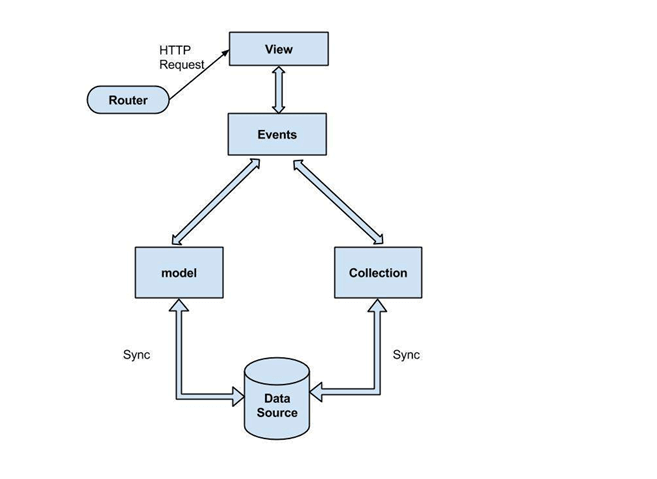 HTTP
Request
View
Router
Events
model
Collection
Sync
Sync
Data
Source